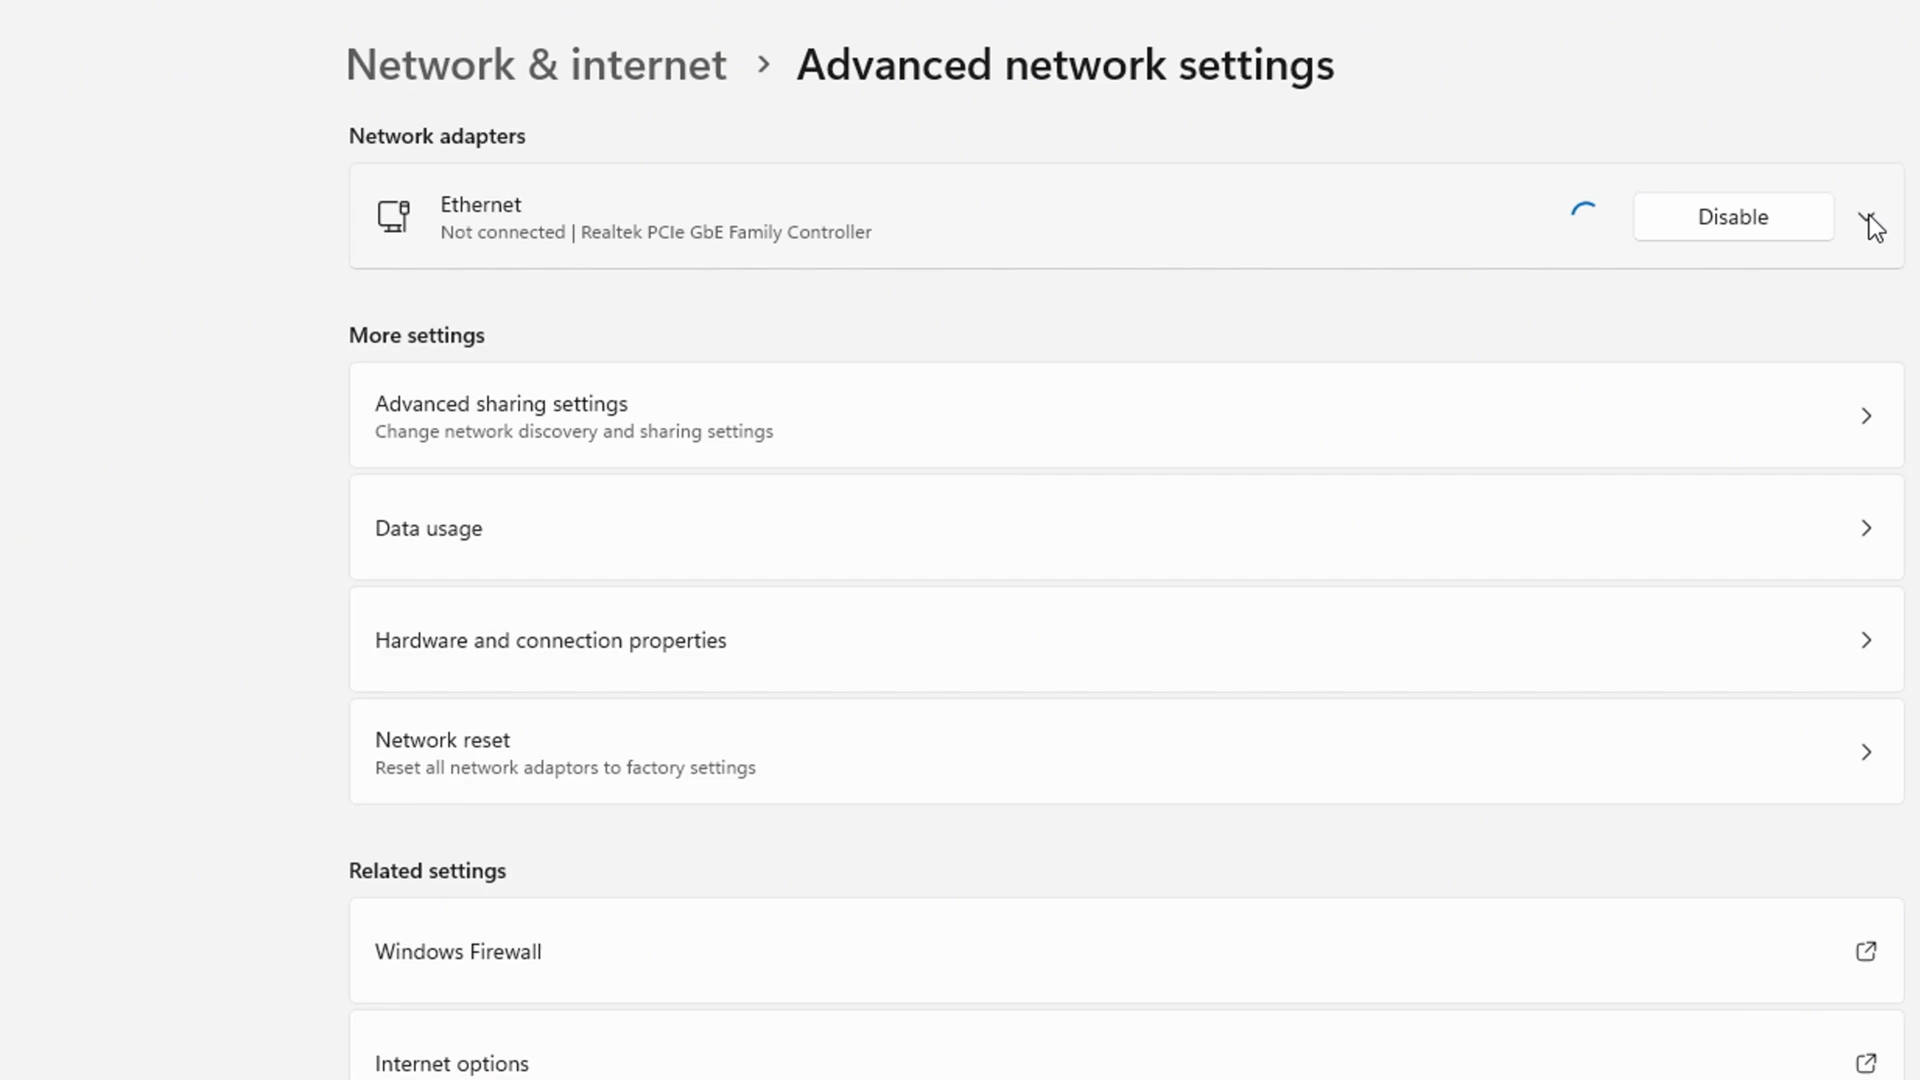 Network & internet > Advanced network settings
Network adapters
Ethernet
Not connected | Realtek PCIe GbE Family Controller
Disable
More settings
Advanced sharing settings
Change network discovery and sharing settings
Data usage
Hardware and connection properties
Network reset
Reset all network adaptors to factory settings
Related settings
Windows Firewall
Internet options